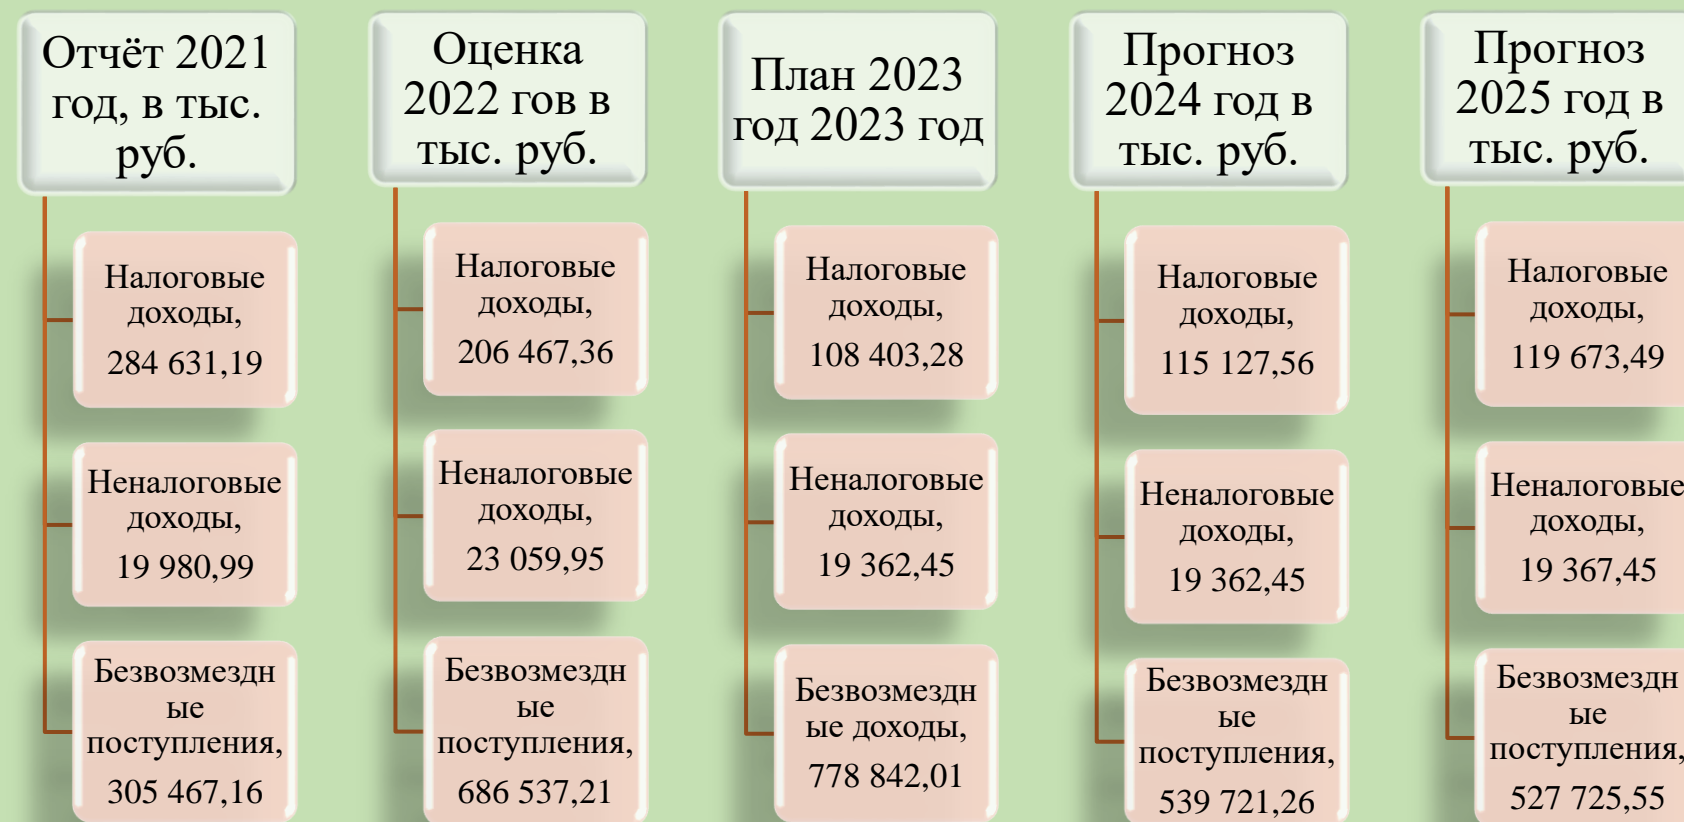 Отчёт 2021
год, в тыс.
руб.
Налоговые
доходы,
284 631,19
Неналоговые
доходы,
19 980,99
Безвозмездн
ые
поступления,
305 467,16
Оценка
2022 гов в
тыс. руб.
Налоговые
доходы,
206 467,36
Неналоговые
доходы,
23 059,95
Безвозмездн
ые
поступления,
686 537,21
План 2023
год 2023 год
Налоговые
доходы,
108 403,28
Неналоговые
доходы,
19 362,45
Безвозмездн
ые доходы,
778 842,01
Прогноз
2024 год в
тыс. руб.
Налоговые
доходы,
115 127,56
Неналоговые
доходы,
19 362,45
Безвозмездн
ые
поступления,
539 721,26
Прогноз
2025 год в
тыс. руб.
Налоговые
доходы,
119 673,49
Неналоговые
доходы,
19 367,45
Безвозмездн
ые
поступления,
527 725,55